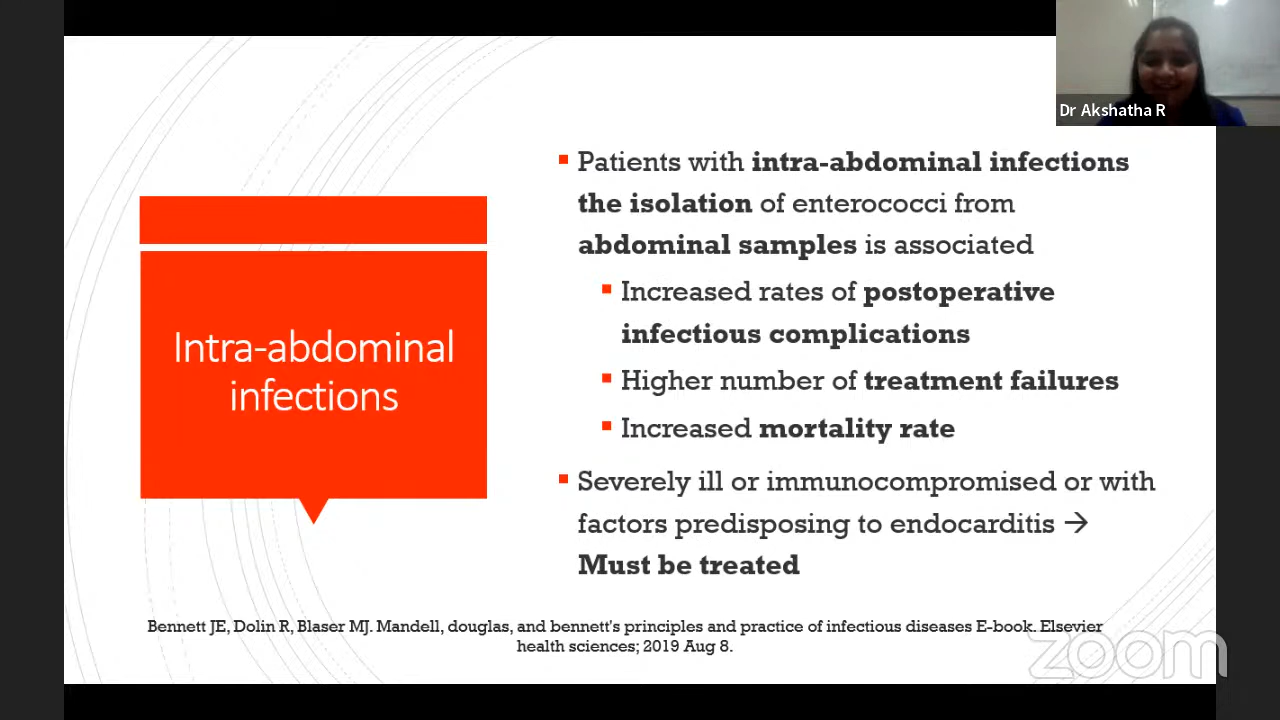 Dr Akshatha R
Intra-abdominal
infections
Patients with intra-abdominal infections
the isolation of enterococci from
abdominal samples is associated
Increased rates of postoperative
infectious complications
Higher number of treatment failures
Increased mortality rate
Severely ill or immunocompromised or with
factors predisposing to endocarditis →
Must be treated
Bennett JE, Dolin R, Blaser MJ. Mandell, douglas, and bennett's principles and practice of infectious diseases E-book. Elsevier
health sciences; 2019 Aug 8.
zoom